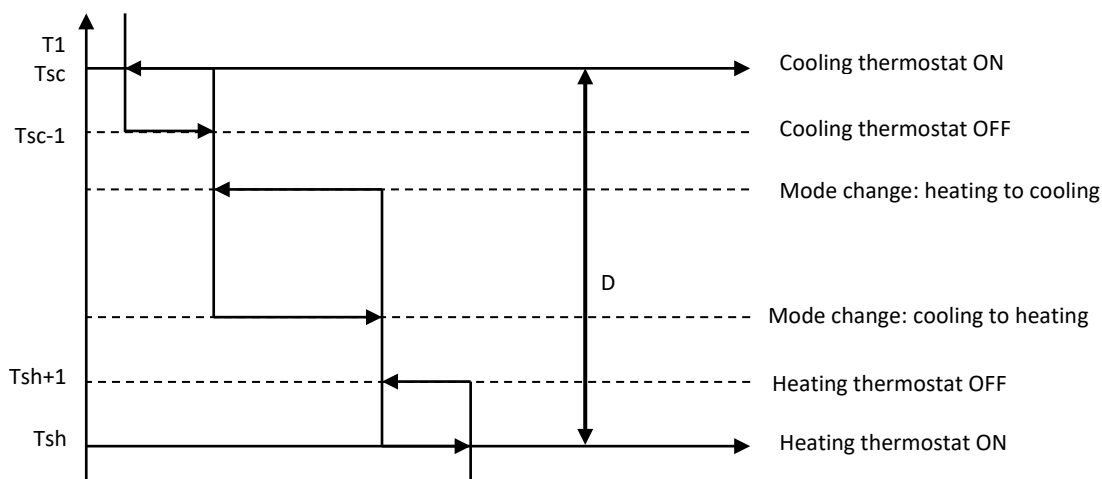 T1
Tsc
Cooling thermostat ON
Tsc-1
Cooling thermostat OFF
Mode change: heating to cooling
D
Mode change: cooling to heating
Tsh+1
Heating thermostat OFF
Tsh
Heating thermostat ON